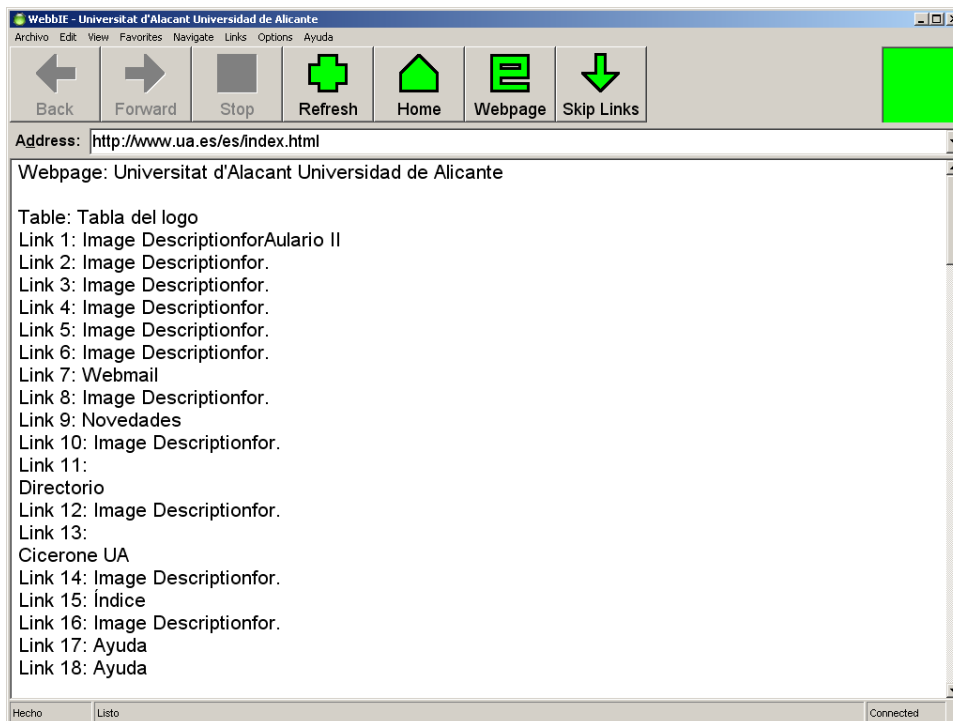 WebbIE - Universitat d'Alacant Universidad de Alicante
Archivo Edit View Favorites Navigate Links Options Ayuda
Back Forward Stop Refresh Home Webpage Skip Links
Address: http://www.ua.es/es/index.html
Webpage: Universitat d'Alacant Universidad de Alicante
Table: Tabla del logo
Link 1: Image DescriptionforAulario II
Link 2: Image Descriptionfor.
Link 3: Image Descriptionfor.
Link 4: Image Descriptionfor.
Link 5: Image Descriptionfor.
Link 6: Image Descriptionfor.
Link 7: Webmail
Link 8: Image Descriptionfor.
Link 9: Novedades
Link 10: Image Descriptionfor.
Link 11:
Directorio
Link 12: Image Descriptionfor.
Link 13:
Cicerone UA
Link 14: Image Descriptionfor.
Link 15: Índice
Link 16: Image Descriptionfor.
Link 17: Ayuda
Link 18: Ayuda
Hecho Listo Connected